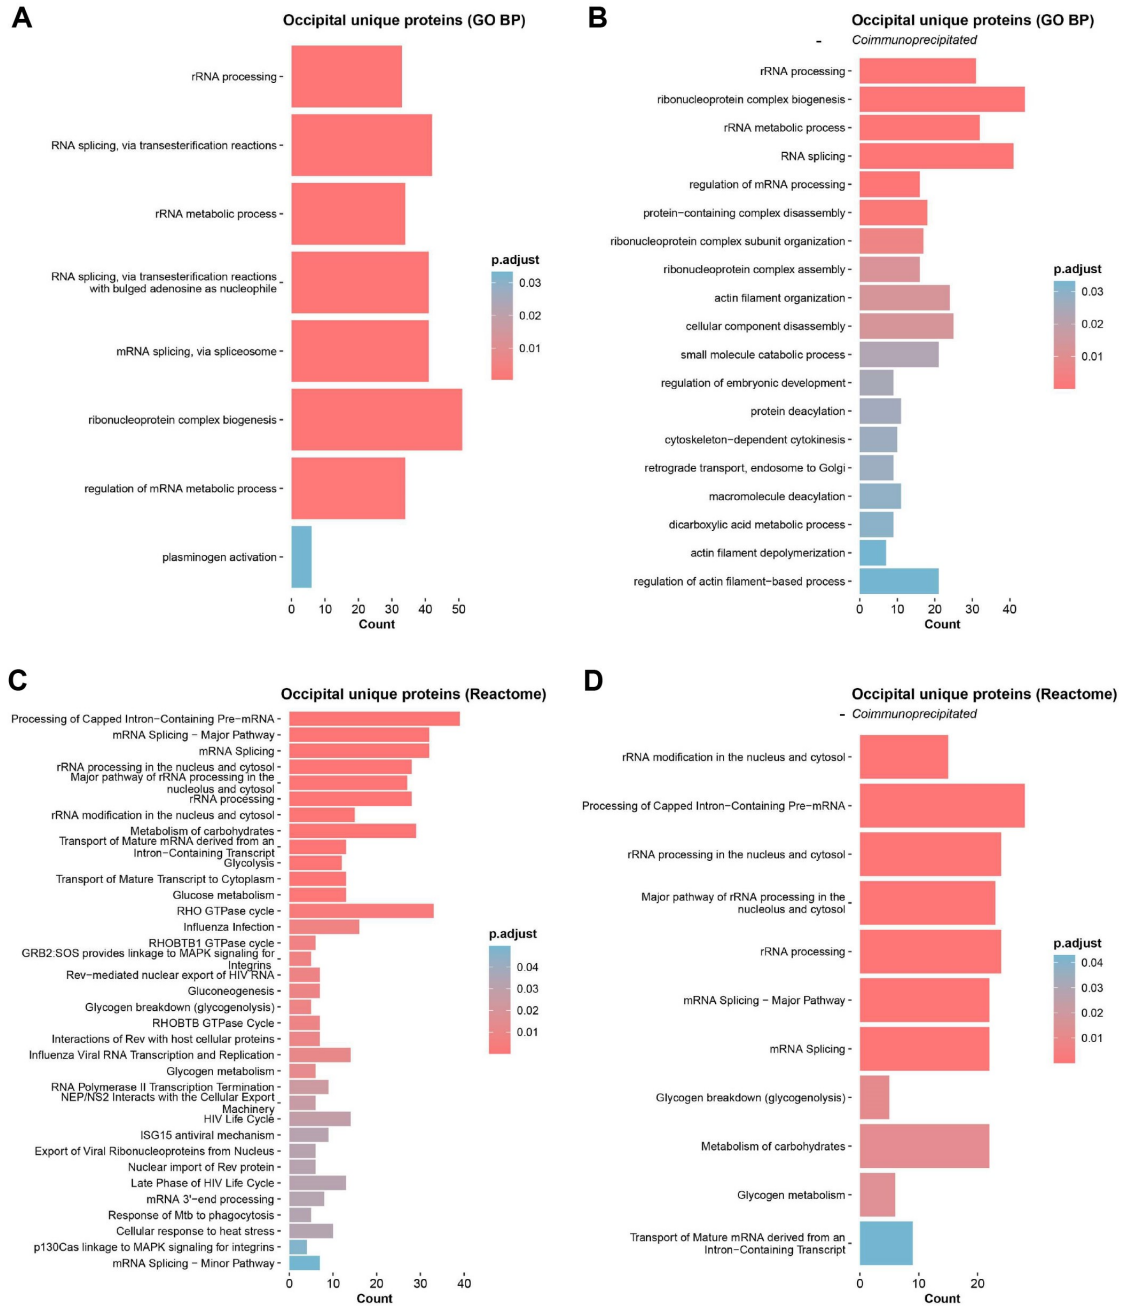 A
Occipital unique proteins (GO BP)
rRNA processing
RNA splicing, via transesterification reactions
rRNA metabolic process
RNA splicing, via transesterification reactions
with bulged adenosine as nucleophile
mRNA splicing, via spliceosome
ribonucleoprotein complex biogenesis
regulation of mRNA metabolic process
plasminogen activation
0 10 20 30 40 50
Count
p.adjust
0.03
0.02
0.01
B
Occipital unique proteins (GO BP)
- Coimmunoprecipitated
rRNA processing
ribonucleoprotein complex biogenesis
rRNA metabolic process
RNA splicing
regulation of mRNA processing
protein−containing complex disassembly
ribonucleoprotein complex subunit organization
ribonucleoprotein complex assembly
actin filament organization
cellular component disassembly
small molecule catabolic process
regulation of embryonic development
protein deacylation
cytoskeleton−dependent cytokinesis
retrograde transport, endosome to Golgi
macromolecule deacylation
dicarboxylic acid metabolic process
actin filament depolymerization
regulation of actin filament−based process
0 10 20 30 40
Count
p.adjust
0.03
0.02
0.01
C
Occipital unique proteins (Reactome)
Processing of Capped Intron−Containing Pre−mRNA
mRNA Splicing − Major Pathway
mRNA Splicing
rRNA processing in the nucleus and cytosol
Major pathway of rRNA processing in the
nucleolus and cytosol
rRNA processing
rRNA modification in the nucleus and cytosol
Metabolism of carbohydrates
Transport of Mature mRNA derived from an
Intron−Containing Transcript
Glycolysis
Transport of Mature Transcript to Cytoplasm
Glucose metabolism
RHO GTPase cycle
Influenza Infection
RHOBTB1 GTPase cycle
GRB2:SOS provides linkage to MAPK signaling for
Integrins
Rev−mediated nuclear export of HIV RNA
Gluconeogenesis
Glycogen breakdown (glycogenolysis)
RHOBTB GTPase Cycle
Interactions of Rev with host cellular proteins
Influenza Viral RNA Transcription and Replication
Glycogen metabolism
RNA Polymerase II Transcription Termination
NEP/NS2 Interacts with the Cellular Export
Machinery
HIV Life Cycle
ISG15 antiviral mechanism
Export of Viral Ribonucleoproteins from Nucleus
Nuclear import of Rev protein
Late Phase of HIV Life Cycle
mRNA 3'−end processing
Response of Mtb to phagocytosis
Cellular response to heat stress
p130Cas linkage to MAPK signaling for integrins
mRNA Splicing − Minor Pathway
0 10 20 30 40
Count
p.adjust
0.04
0.03
0.02
0.01
D
Occipital unique proteins (Reactome)
- Coimmunoprecipitated
rRNA modification in the nucleus and cytosol
Processing of Capped Intron−Containing Pre−mRNA
rRNA processing in the nucleus and cytosol
Major pathway of rRNA processing in the
nucleolus and cytosol
rRNA processing
mRNA Splicing − Major Pathway
mRNA Splicing
Glycogen breakdown (glycogenolysis)
Metabolism of carbohydrates
Glycogen metabolism
Transport of Mature mRNA derived from an
Intron−Containing Transcript
0 10 20
Count
p.adjust
0.04
0.03
0.02
0.01